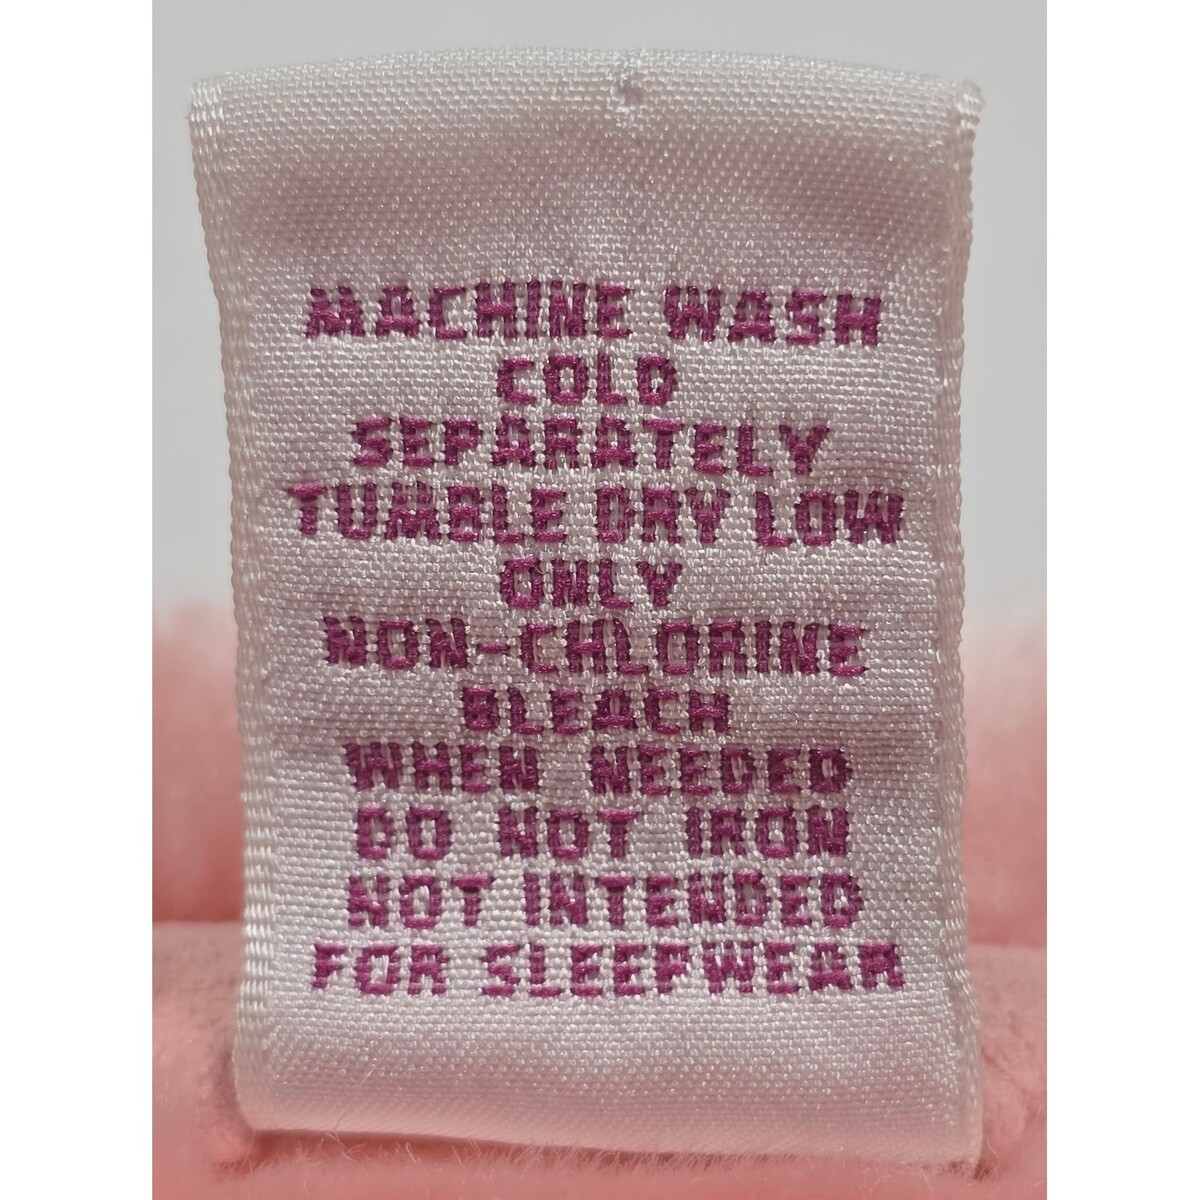 MACHINE WASH
COLD
SEPARATELY
TUMBLE DRY LOW
ONLY
NON-CHLORINE
BLEACH
WHEN NEEDED
DO NOT IRON
NOT INTENDED
FOR SLEEPWEAR